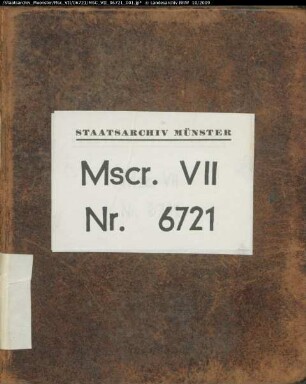 STAATSARCHIV MÜNSTER
Mscr. VII
Nr. 6721